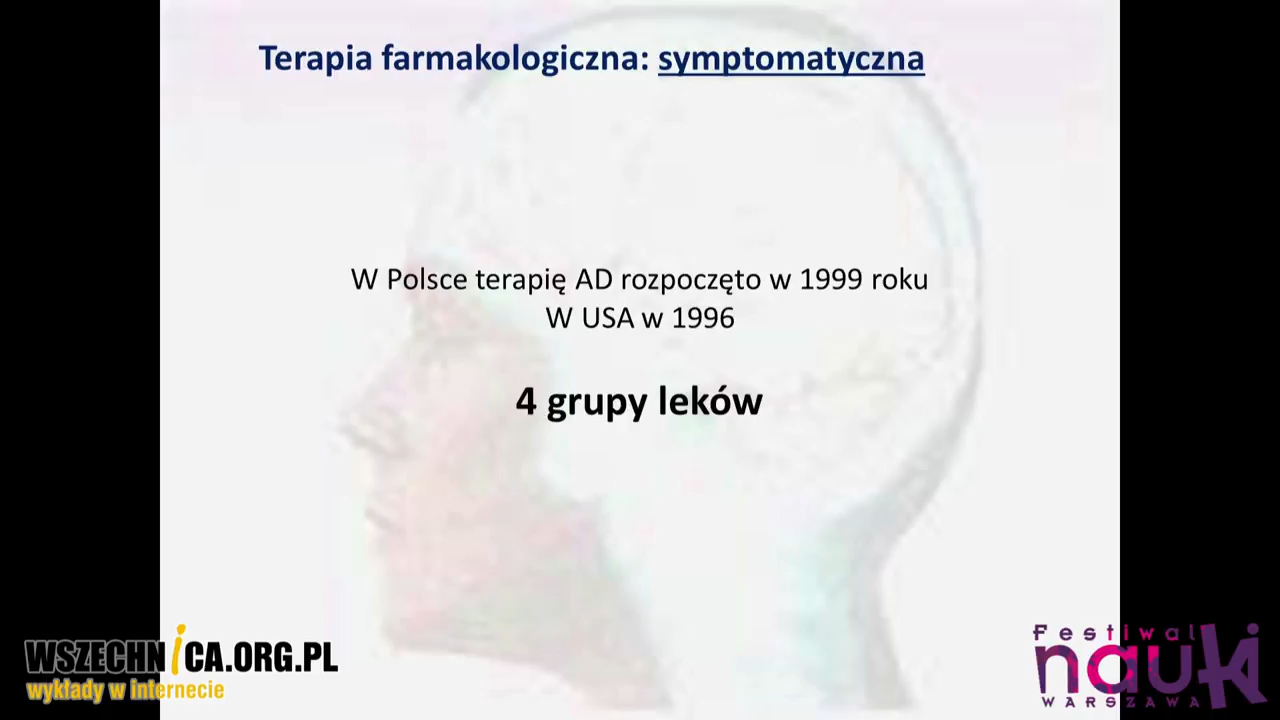 Terapia farmakologiczna: symptomatyczna
W Polsce terapię AD rozpoczęto w 1999 roku
W USA w 1996
4 grupy leków
WSZECHNiCA.ORG.PL
wykłady w internecie
Festiwal
nauki
WARSZAWA